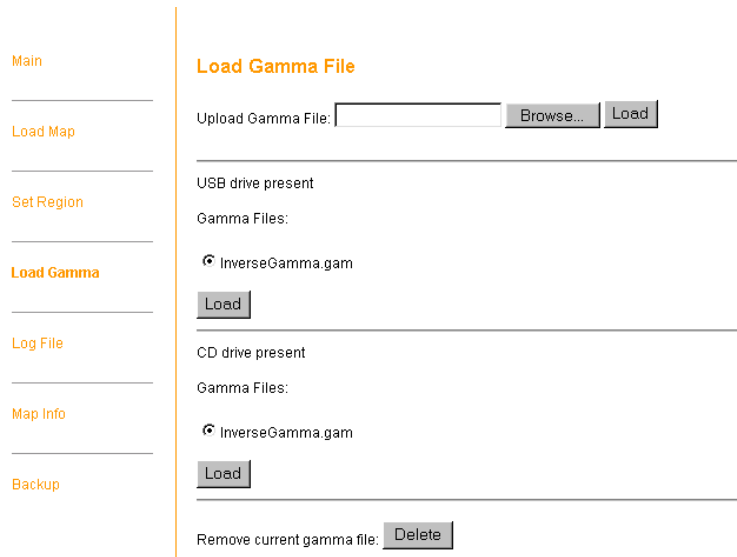 Main
Load Map
Set Region
Load Gamma
Log File
Map Info
Backup
Load Gamma File
Upload Gamma File: Browse... Load
USB drive present
Gamma Files:
InverseGamma.gam
Load
CD drive present
Gamma Files:
InverseGamma.gam
Load
Remove current gamma file: Delete